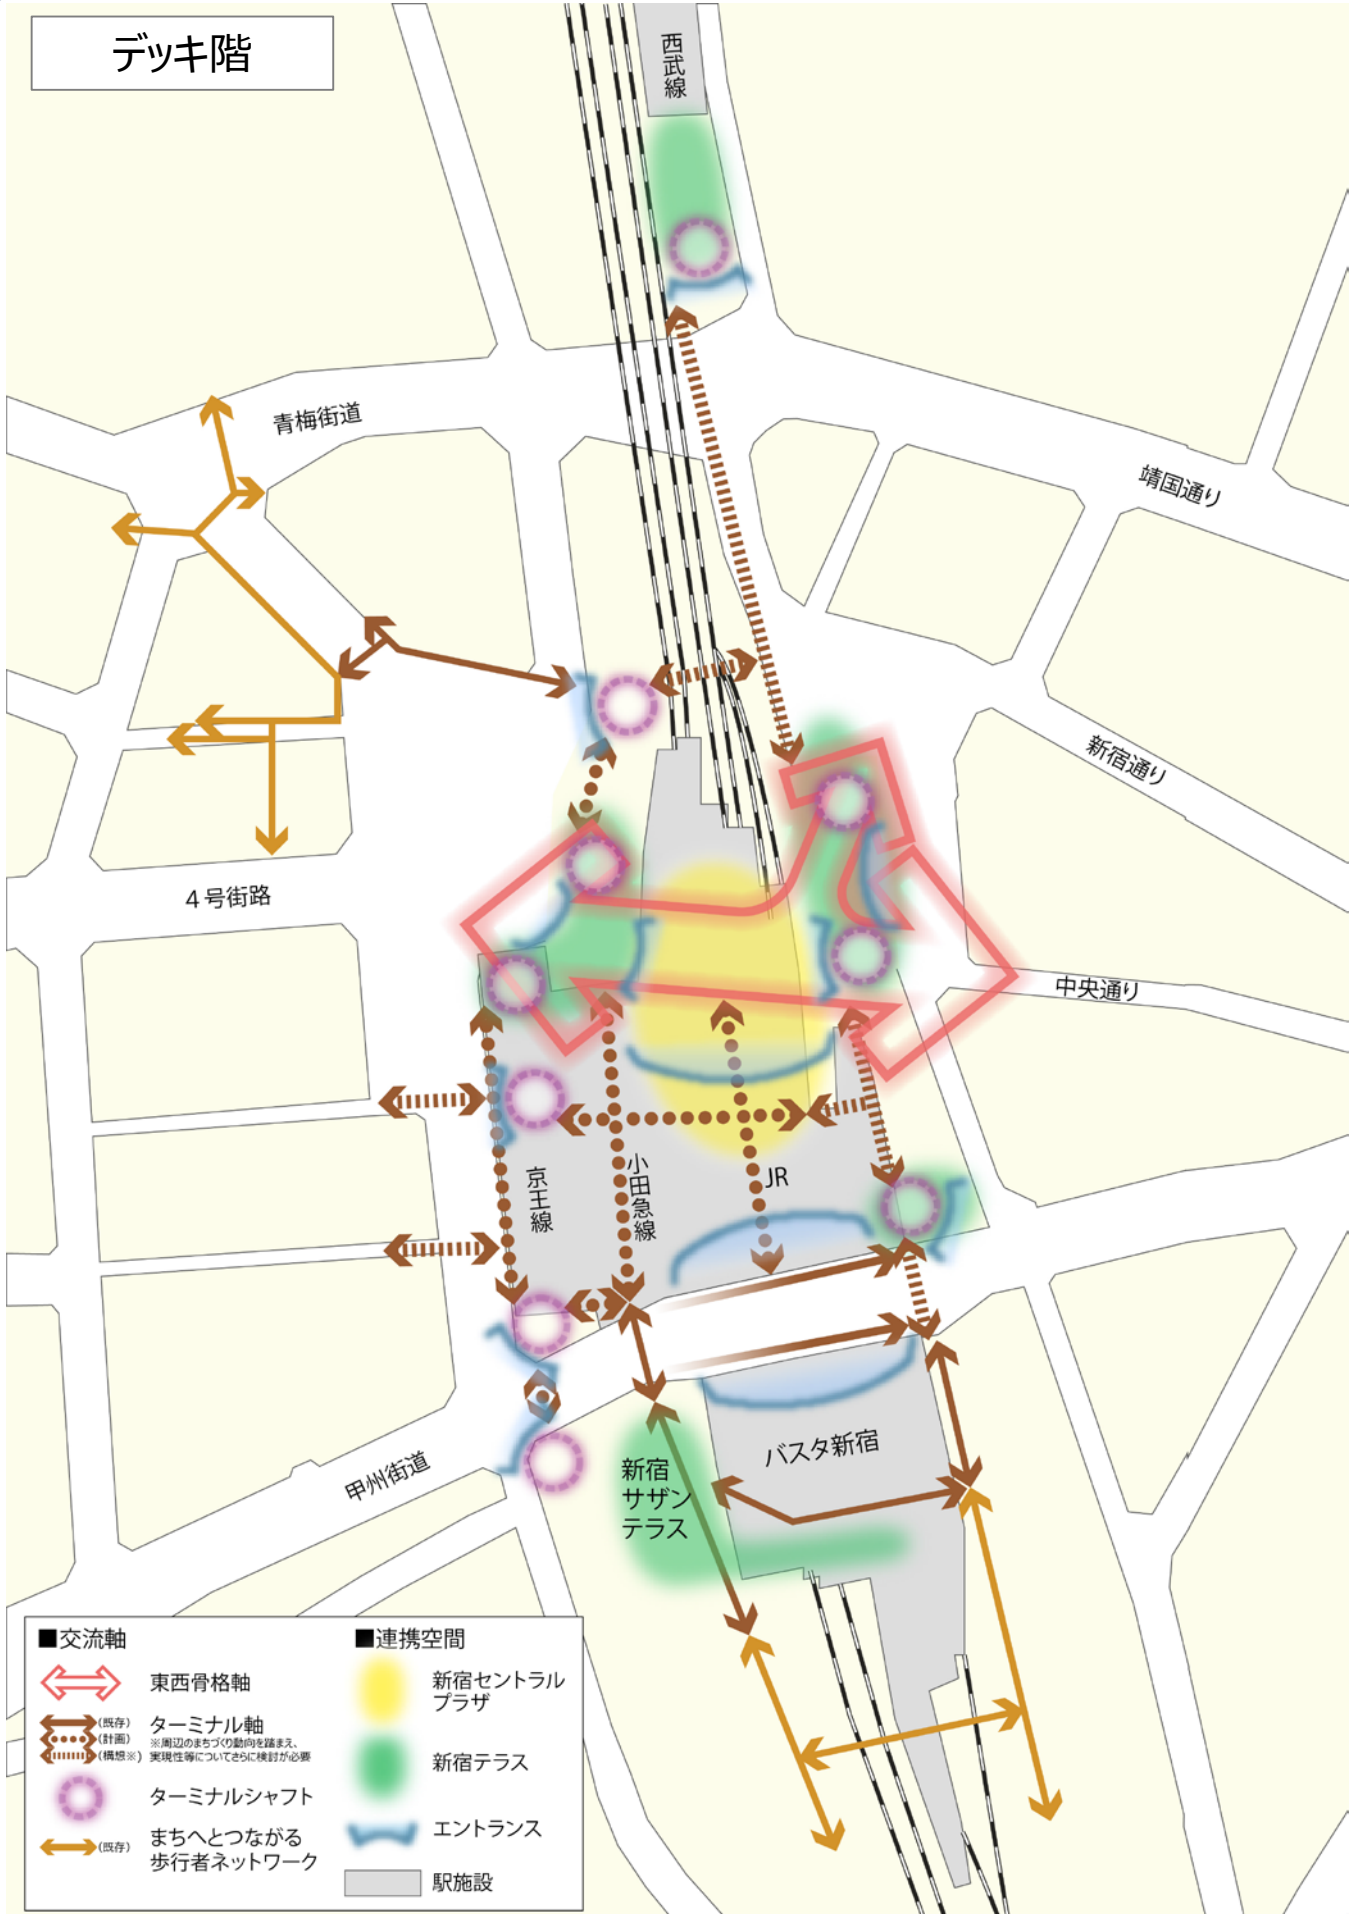 デッキ階
西武線
青梅街道
靖国通り
新宿通り
4号街路
中央通り
京王線
小田急線
JR
甲州街道
バスタ新宿
新宿
サザン
テラス
■交流軸
東西骨格軸
(既存)
(計画)
(構想※)
ターミナル軸
※周辺のまちづくり動向を踏まえ、
実現性等についてさらに検討が必要
ターミナルシャフト
(既存)
まちへとつながる
歩行者ネットワーク
■連携空間
新宿セントラル
プラザ
新宿テラス
エントランス
駅施設